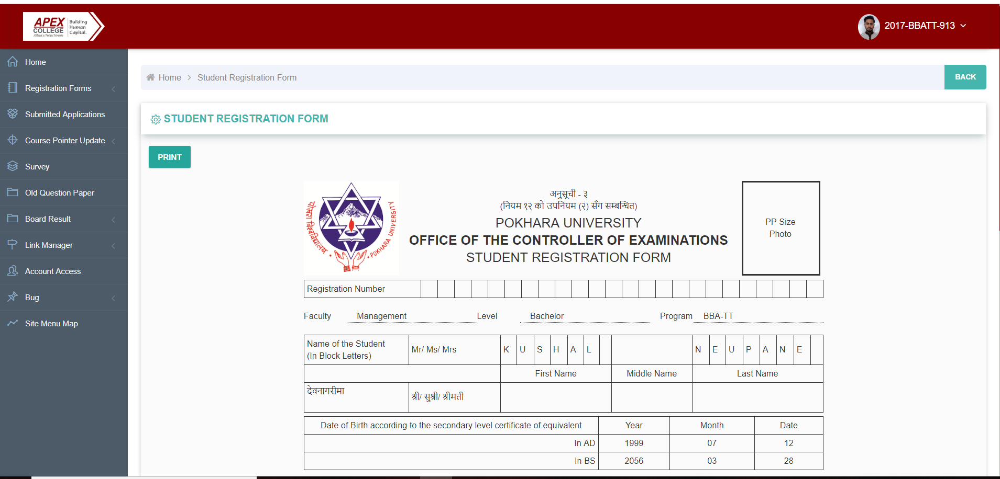 APEX
COLLEGE
Affiliated to Pokhara University
Building
Human
Capital.
2017-BBATT-913
Home
Registration Forms
Submitted Applications
Course Pointer Update
Survey
Old Question Paper
Board Result
Link Manager
Account Access
Bug
Site Menu Map
Home > Student Registration Form
BACK
STUDENT REGISTRATION FORM
PRINT
पोखरा विश्वविद्यालय • POKHARA UNIVERSITY
अनुसूची - ३
(नियम १२ को उपनियम (२) सँग सम्बन्धित)
POKHARA UNIVERSITY
OFFICE OF THE CONTROLLER OF EXAMINATIONS
STUDENT REGISTRATION FORM
PP Size
Photo
Registration Number
Faculty Management Level Bachelor Program BBA-TT
Name of the Student
(In Block Letters)
Mr/ Ms/ Mrs K U S H A L N E U P A N E
First Name Middle Name Last Name
देवनागरीमा
श्री/ सुश्री/ श्रीमती
Date of Birth according to the secondary level certificate of equivalent Year Month Date
In AD 1999 07 12
In BS 2056 03 28